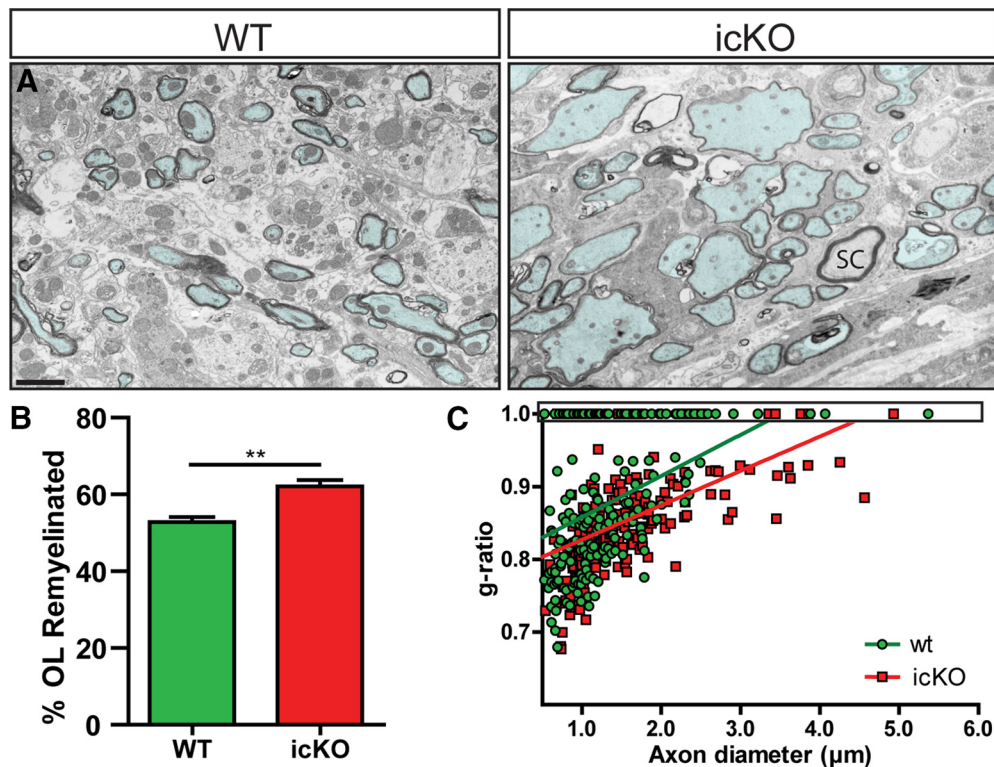 WT
icKO
A
SC
B
80
60
40
20
0
% OL Remyelinated
**
WT
icKO
C
1.0
0.9
0.8
0.7
g-ratio
wt
icKO
1.0 2.0 3.0 4.0 5.0 6.0
Axon diameter (μm)